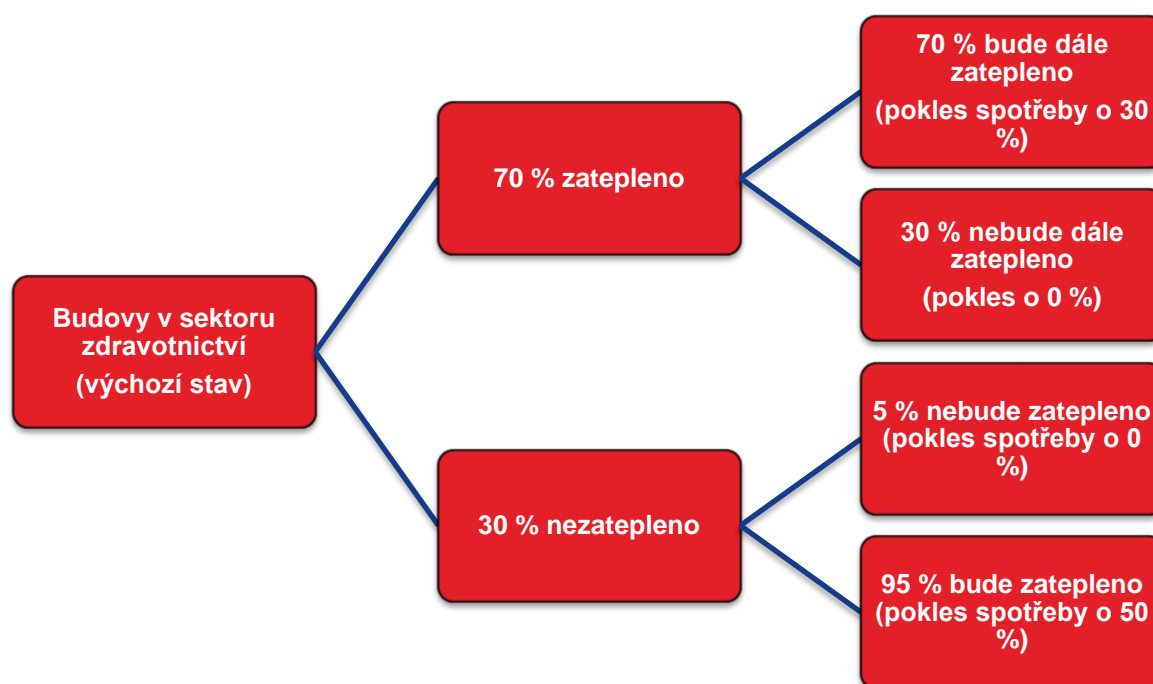 Budovy v sektoru
zdravotnictví
(výchozí stav)
70 % zatepleno
70 % bude dále
zatepleno
(pokles spotřeby o 30
%)
30 % nebude dále
zatepleno
(pokles o 0 %)
30 % nezatepleno
5 % nebude zatepleno
(pokles spotřeby o 0
%)
95 % bude zatepleno
(pokles spotřeby o 50
%)